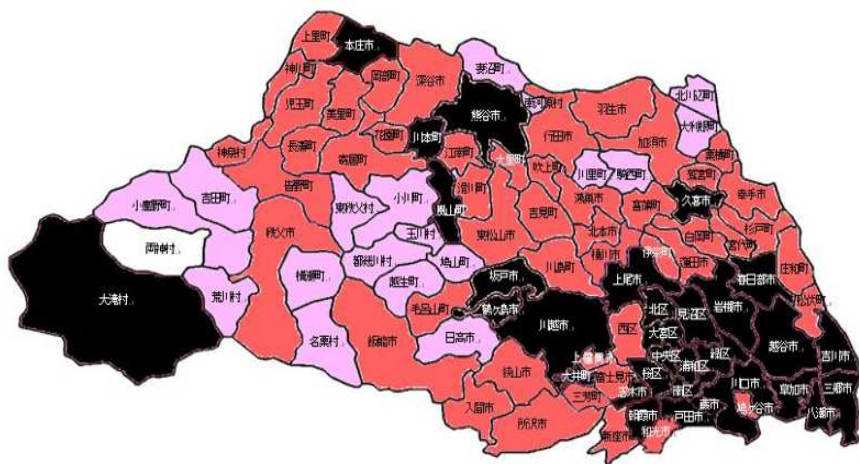 上里町
本庄市
妻沼町
神川町
岡部町
深谷市
北川辺町
児玉町
美里町
南河原村
羽生市
大利根町
熊谷市
花園町
川本町
行田市
加須市
栗橋町
神泉村
長瀞町
寄居町
江南町
大里町
吹上町
川里町
騎西町
鷲宮町
皆野町
滑川町
鴻巣市
菖蒲町
久喜市
幸手市
小鹿野町
吉田町
東秩父村
小川町
嵐山町
吉見町
北本市
白岡町
宮代町
杉戸町
秩父市
玉川村
東松山市
伊奈町
両神村
都幾川村
鳩山町
川島町
桶川市
蓮田市
庄和町
横瀬町
越生町
坂戸市
上尾市
春日部市
大滝村
荒川村
毛呂山町
鶴ヶ島市
川越市
北区
見沼区
岩槻市
松伏町
名栗村
飯能市
日高市
西区
大宮区
越谷市
中央区
緑区
吉川市
大井町
富士見市
桜区
浦和区
狭山市
三芳町
志木市
南区
川口市
草加市
三郷市
入間市
所沢市
朝霞市
戸田市
蕨市
鳩ヶ谷市
八潮市
新座市
和光市